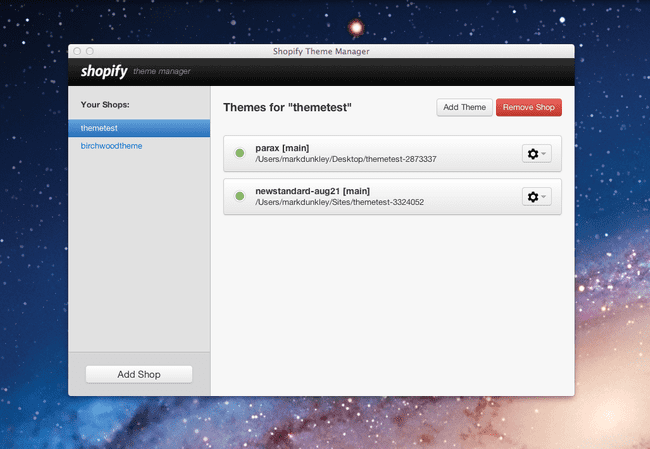 Shopify Theme Manager
shopify theme manager
Your Shops:
themetest
birchwoodtheme
Add Shop
Themes for "themetest"
Add Theme
Remove Shop
parax [main]
/Users/markdunkley/Desktop/themetest-2873337
newstandard-aug21 [main]
/Users/markdunkley/Sites/themetest-3324052